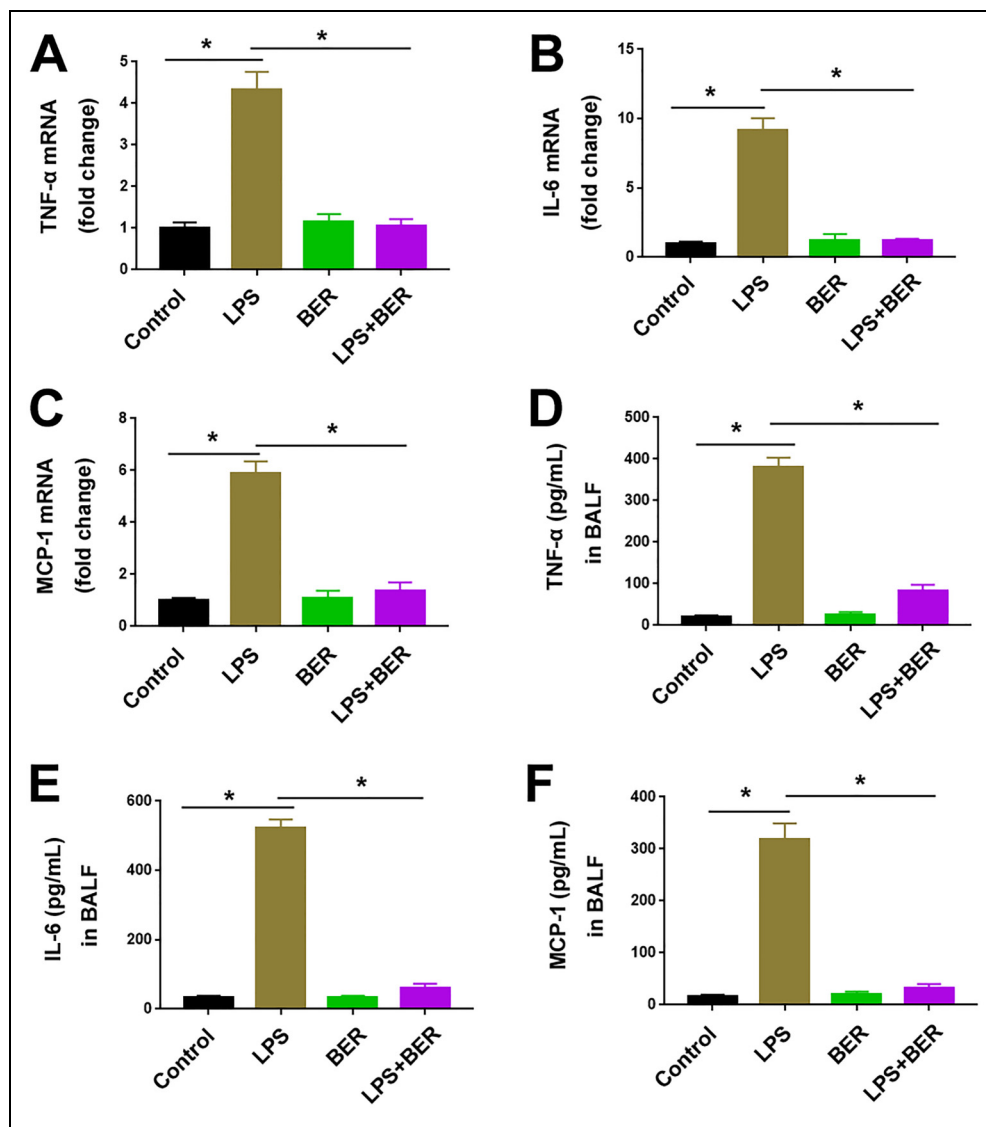 A
TNF-α mRNA
(fold change)
5
4
3
2
1
0
*
*
Control
LPS
BER
LPS+BER
B
IL-6 mRNA
(fold change)
15
10
5
0
*
*
Control
LPS
BER
LPS+BER
C
MCP-1 mRNA
(fold change)
8
6
4
2
0
*
*
Control
LPS
BER
LPS+BER
D
TNF-α (pg/mL)
in BALF
500
400
300
200
100
0
*
*
Control
LPS
BER
LPS+BER
E
IL-6 (pg/mL)
in BALF
600
400
200
0
*
*
Control
LPS
BER
LPS+BER
F
MCP-1 (pg/mL)
in BALF
400
300
200
100
0
*
*
Control
LPS
BER
LPS+BER